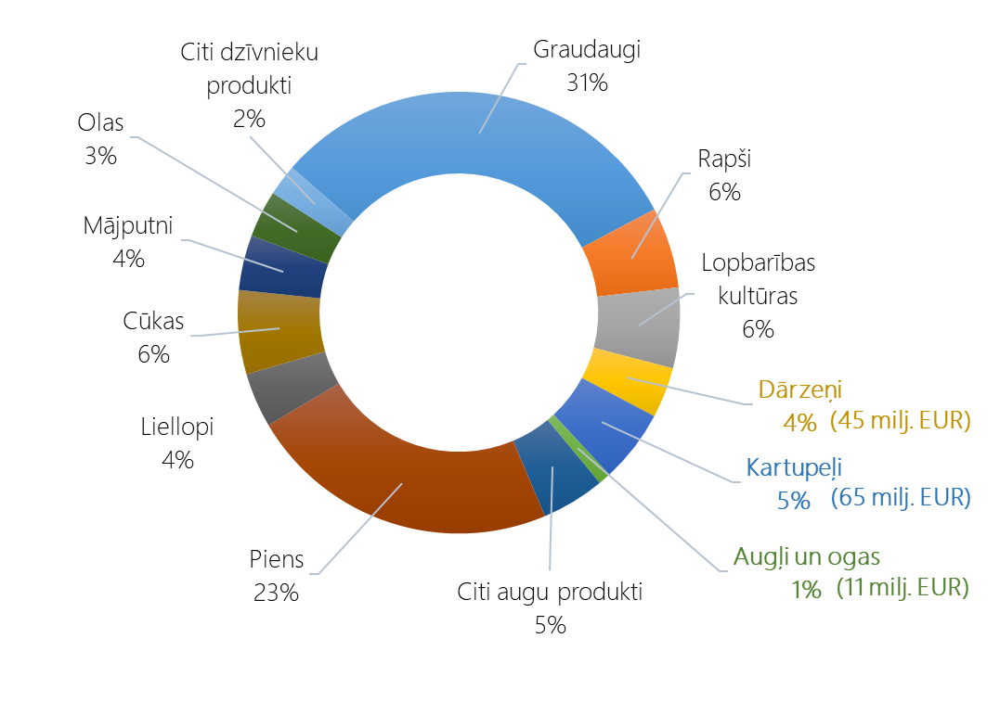 Graudaugi
31%
Rapši
6%
Lopbarības
kultūras
6%
Dārzeņi
4% (45 milj. EUR)
Kartupeļi
5% (65 milj. EUR)
Augļi un ogas
1% (11 milj. EUR)
Citi augu produkti
5%
Piens
23%
Liellopi
4%
Cūkas
6%
Mājputni
4%
Olas
3%
Citi dzīvnieku
produkti
2%